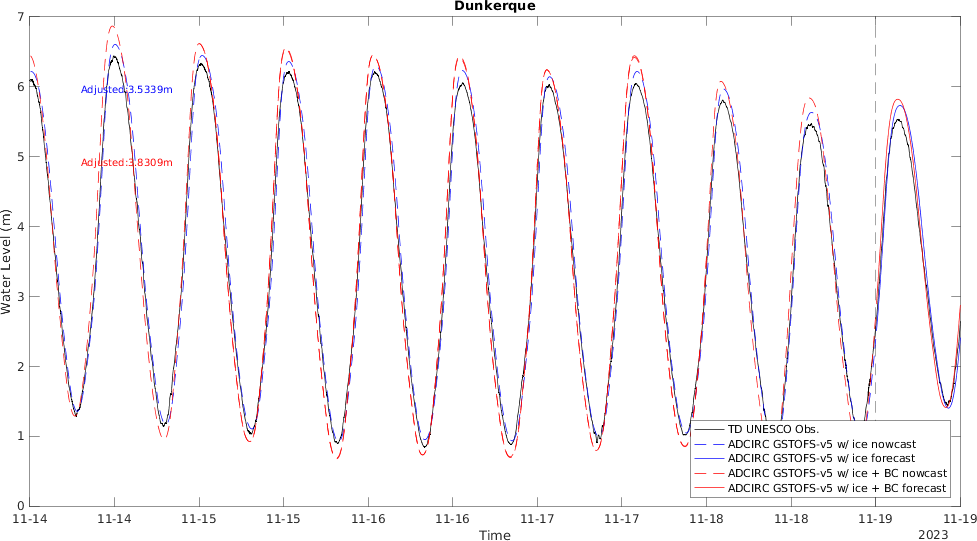 Dunkerque
7
6
5
4
3
2
1
0
Water Level (m)
Adjusted:3.5339m
Adjusted:3.8309m
TD UNESCO Obs.
ADCIRC GSTOFS-v5 w/ ice nowcast
ADCIRC GSTOFS-v5 w/ ice forecast
ADCIRC GSTOFS-v5 w/ ice + BC nowcast
ADCIRC GSTOFS-v5 w/ ice + BC forecast
11-14 11-14 11-15 11-15 11-16 11-16 11-17 11-17 11-18 11-18 11-19 11-19
Time
2023